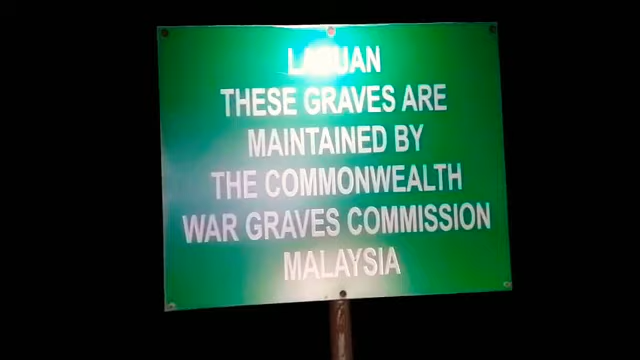 LABUAN
THESE GRAVES ARE
MAINTAINED BY
THE COMMONWEALTH
WAR GRAVES COMMISSION
MALAYSIA